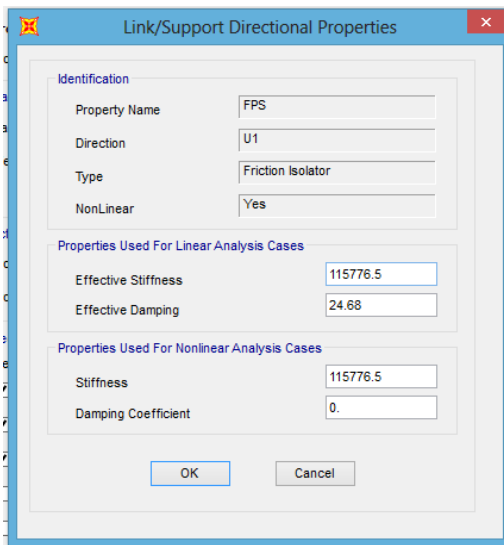 Link/Support Directional Properties
Identification
Property Name FPS
Direction U1
Type Friction Isolator
NonLinear Yes
Properties Used For Linear Analysis Cases
Effective Stiffness 115776.5
Effective Damping 24.68
Properties Used For Nonlinear Analysis Cases
Stiffness 115776.5
Damping Coefficient 0.
OK Cancel